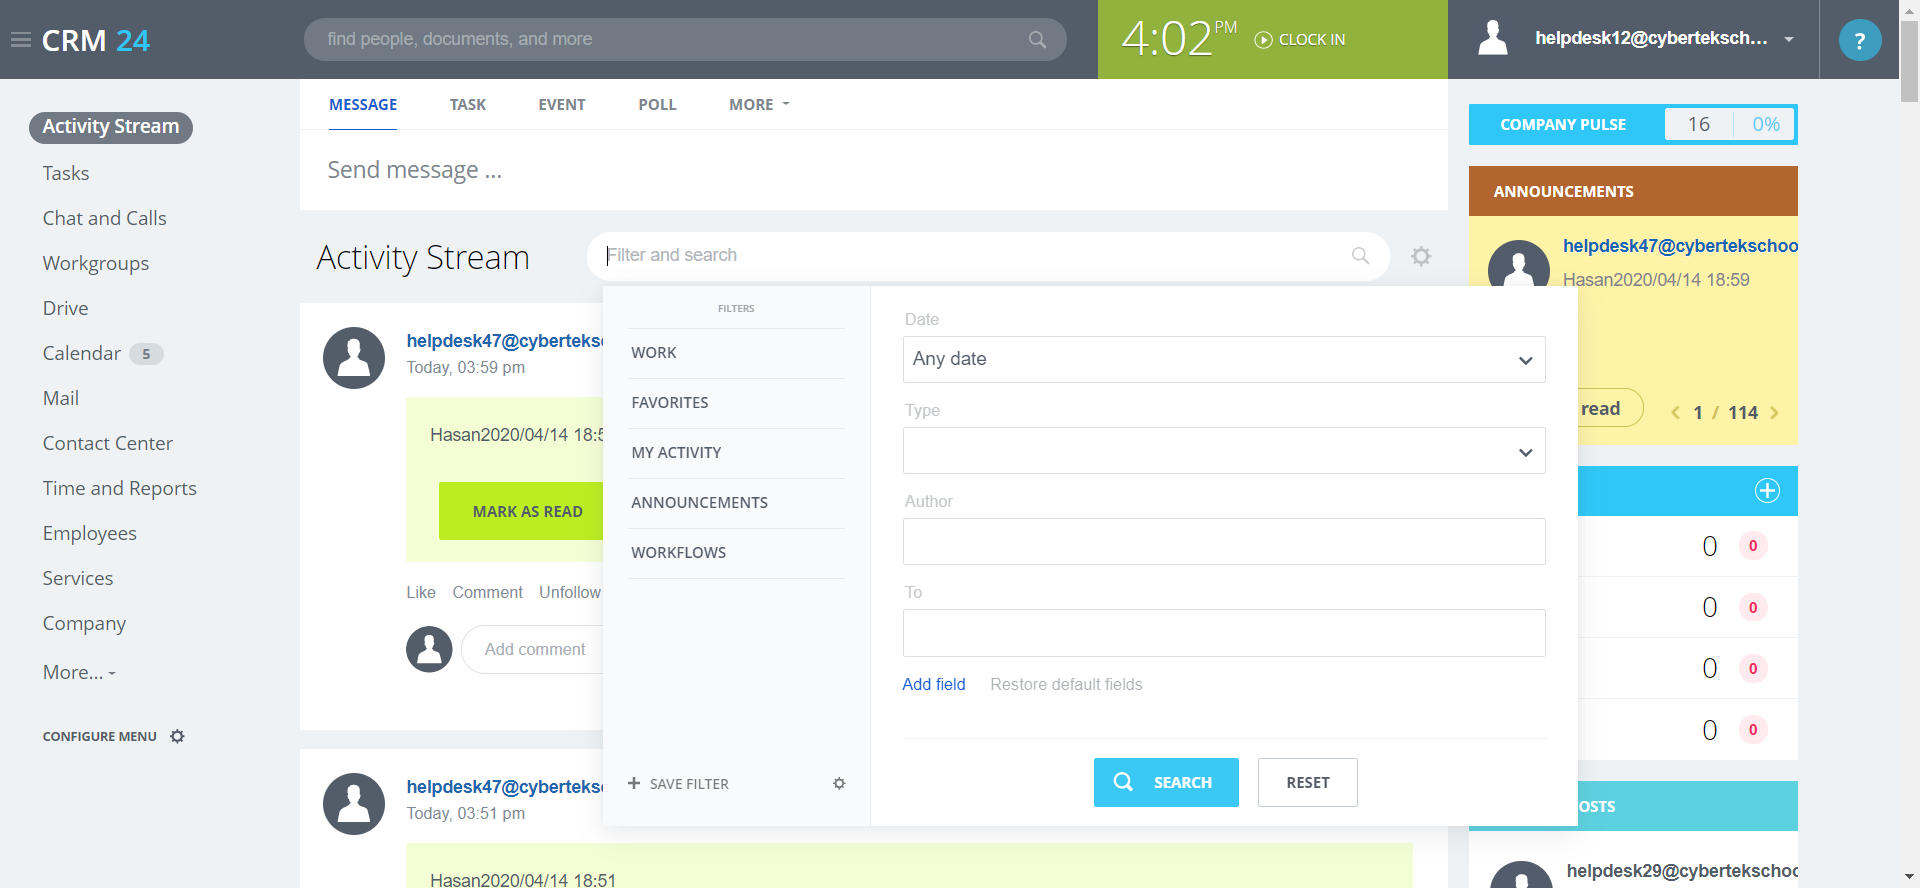 CRM 24
find people, documents, and more
4:02 PM
CLOCK IN
helpdesk12@cyberteksch...
?
Activity Stream
Tasks
Chat and Calls
Workgroups
Drive
Calendar 5
Mail
Contact Center
Time and Reports
Employees
Services
Company
More...
CONFIGURE MENU
MESSAGE TASK EVENT POLL MORE
Send message ...
Activity Stream
Filter and search
helpdesk47@cyberteks
Today, 03:59 pm
Hasan2020/04/14 18:5
MARK AS READ
Like Comment Unfollow
Add comment
helpdesk47@cyberteks
Today, 03:51 pm
Hasan2020/04/14 18:51
FILTERS
WORK
FAVORITES
MY ACTIVITY
ANNOUNCEMENTS
WORKFLOWS
+ SAVE FILTER
Date
Any date
Type
Author
To
Add field Restore default fields
SEARCH RESET
COMPANY PULSE 16 0%
ANNOUNCEMENTS
helpdesk47@cybertekschoo
Hasan2020/04/14 18:59
read
1 / 114
0 0
0 0
0 0
0 0
OSTS
helpdesk29@cybertekschoo